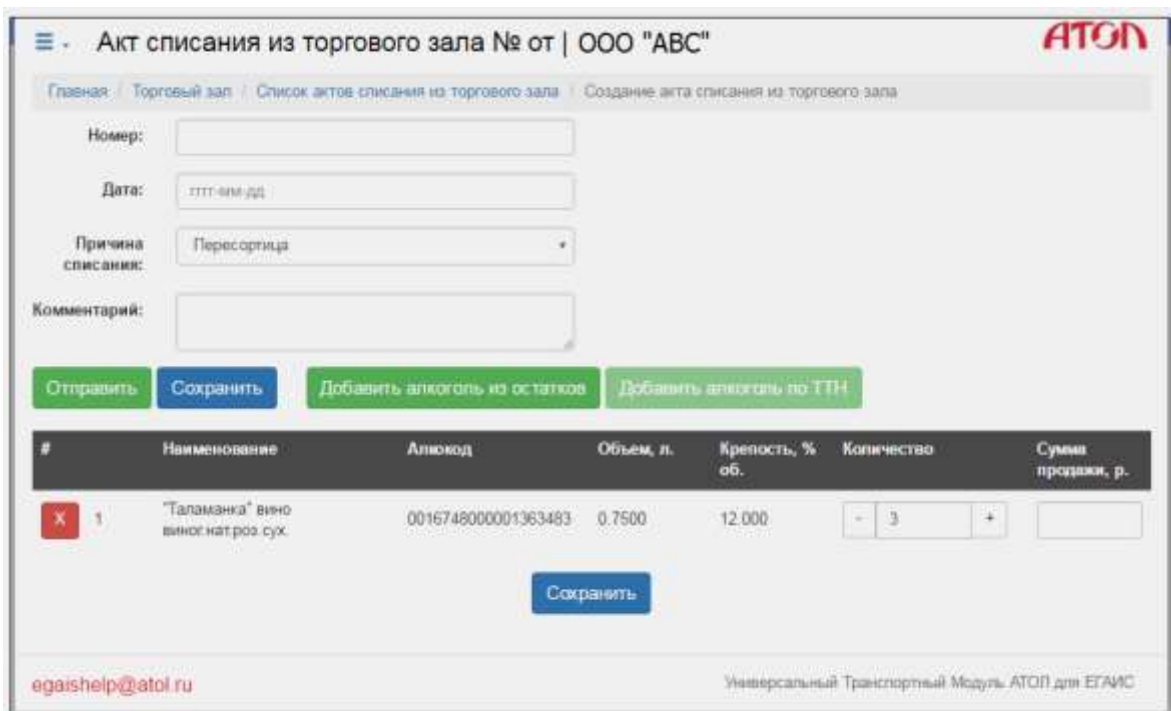 Акт списания из торгового зала № от | ООО "АВС"
АТОЛ
Главная / Торговый зал / Список актов списания из торгового зала / Создание акта списания из торгового зала
Номер:
Дата:
гггг-мм-дд
Причина
списания:
Пересортица
Комментарий:
Отправить
Сохранить
Добавить алкоголь из остатков
Добавить алкоголь по ТТН
# Наименование Алкокод Объем, л. Крепость, % об. Количество Сумма продажи, р.
X 1 "Таламанка" вино 0016748000001363483 0.7500 12.000 - 3 +
виног.нат.роз.сух.
Сохранить
egaishelp@atol.ru
Универсальный Транспортный Модуль АТОЛ для ЕГАИС